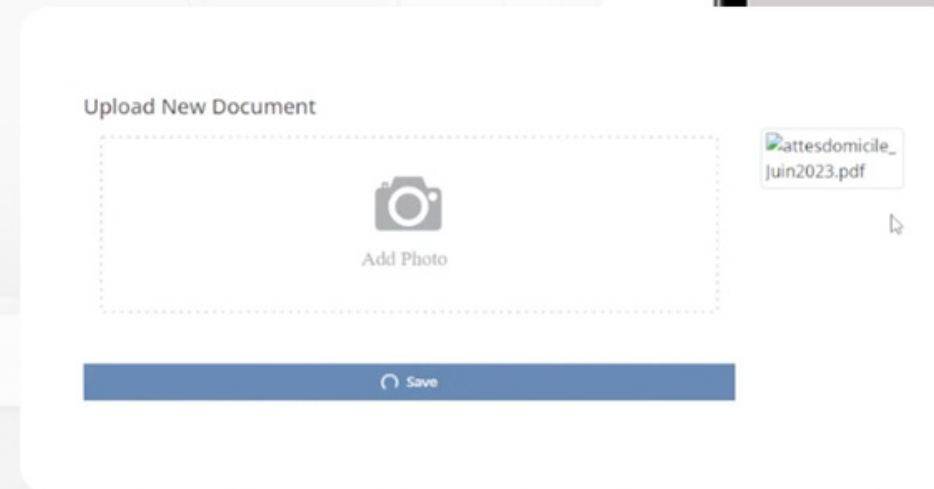 Upload New Document
attesdomicile_
Juin2023.pdf
Add Photo
Save